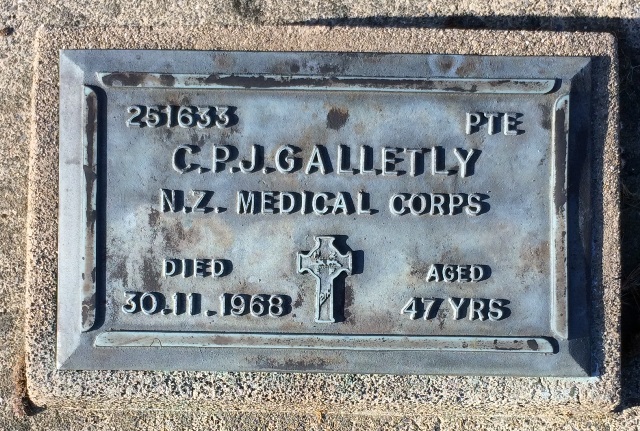 251633 PTE
C.P.J.GALLETLY
N.Z. MEDICAL CORPS
DIED AGED
30.11.1968 47 YRS